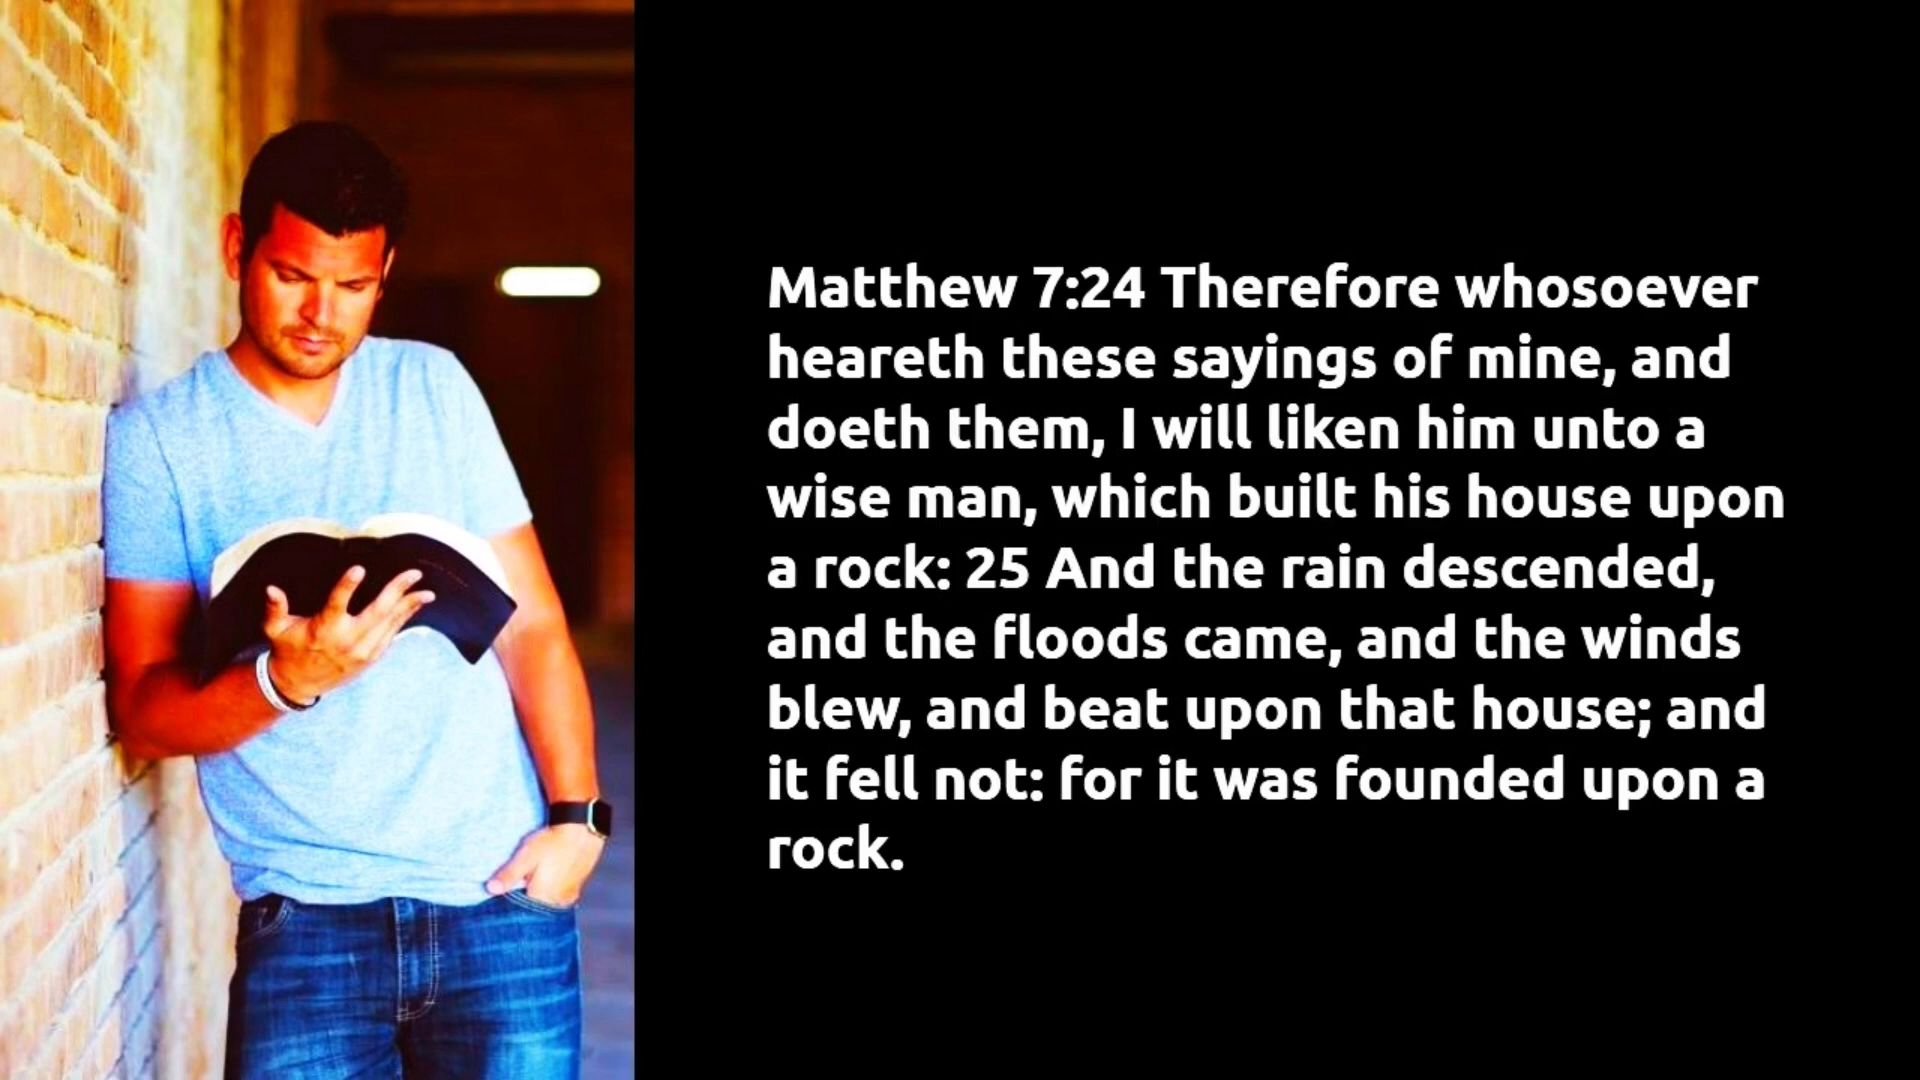 Matthew 7:24 Therefore whosoever
heareth these sayings of mine, and
doeth them, I will liken him unto a
wise man, which built his house upon
a rock: 25 And the rain descended,
and the floods came, and the winds
blew, and beat upon that house; and
it fell not: for it was founded upon a
rock.